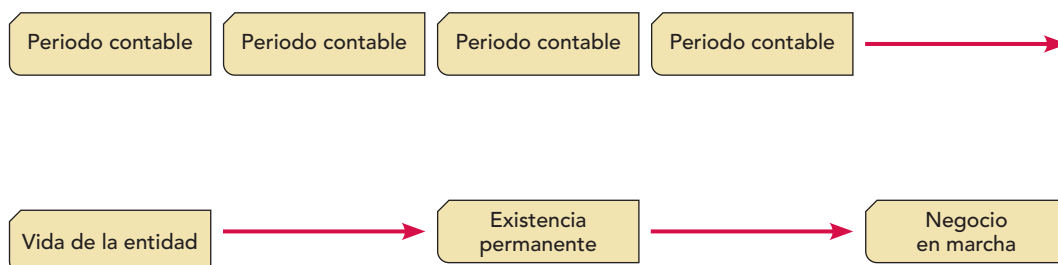 Periodo contable
Periodo contable
Periodo contable
Periodo contable
Vida de la entidad
Existencia
permanente
Negocio
en marcha